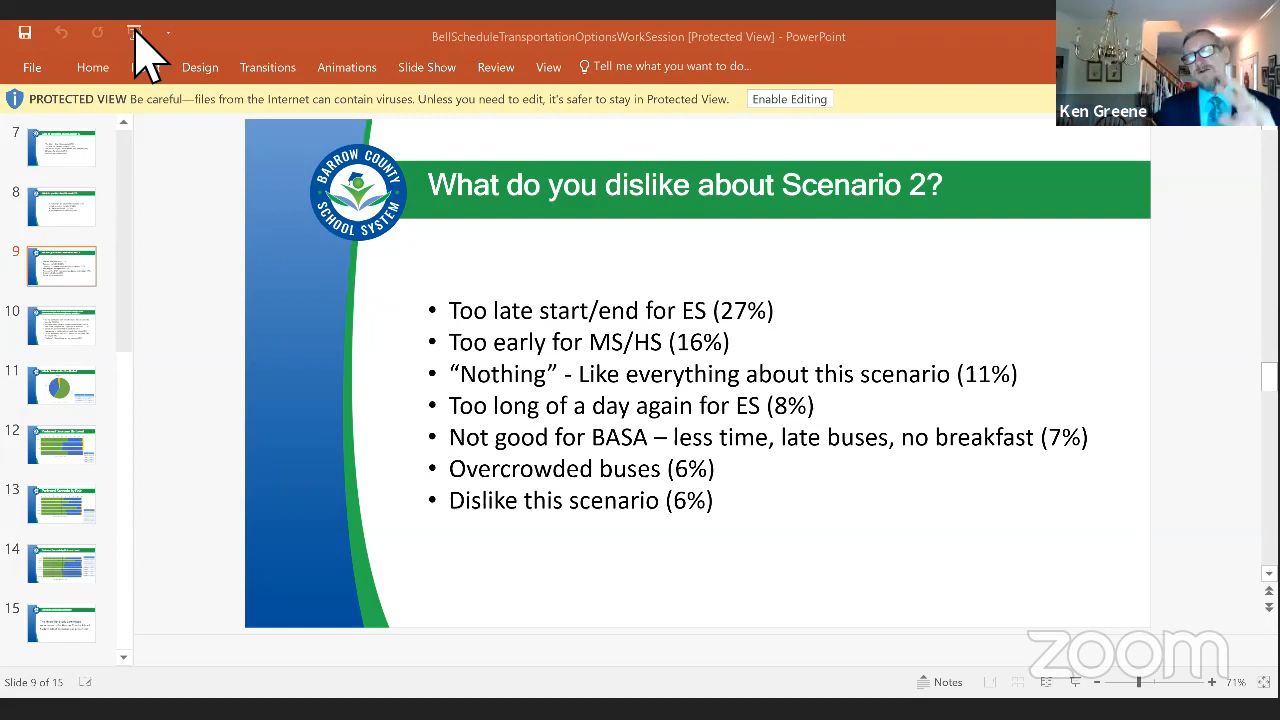 BellScheduleTransportationOptionsWorkSession [Protected View] - PowerPoint
File Home Design Transitions Animations Slide Show Review View Tell me what you want to do...
PROTECTED VIEW Be careful—files from the Internet can contain viruses. Unless you need to edit, it's safer to stay in Protected View. Enable Editing
Ken Greene
7
8
9
10
11
12
13
14
15
BARROW COUNTY
SCHOOL SYSTEM
What do you dislike about Scenario 2?
• Too late start/end for ES (27%)
• Too early for MS/HS (16%)
• “Nothing” - Like everything about this scenario (11%)
• Too long of a day again for ES (8%)
• Not good for BASA – less time, late buses, no breakfast (7%)
• Overcrowded buses (6%)
• Dislike this scenario (6%)
zoom
Slide 9 of 15 Notes 71%